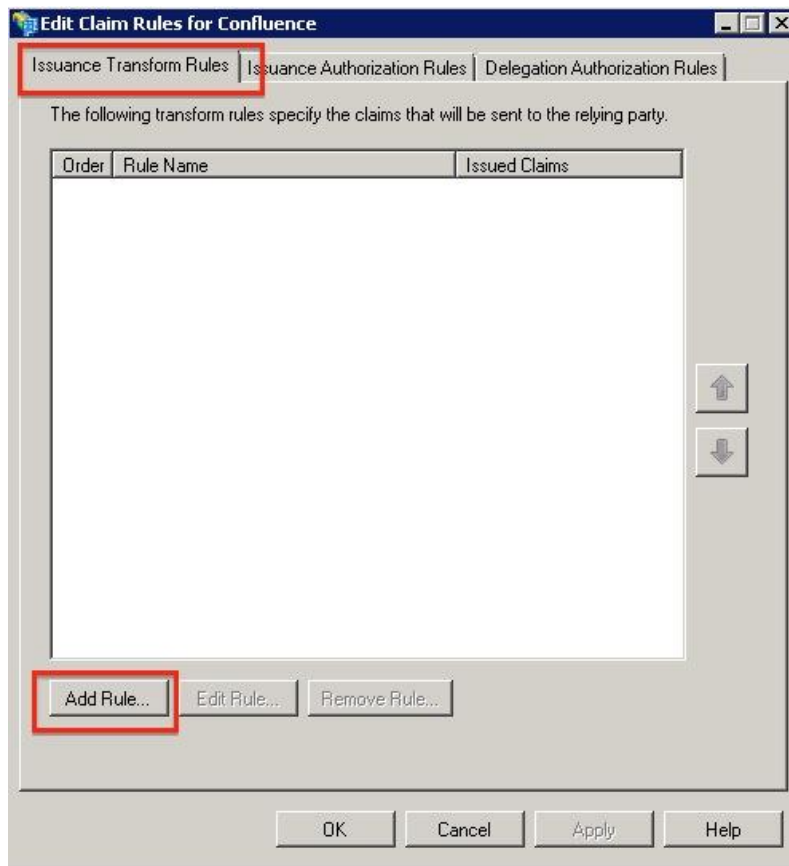 Edit Claim Rules for Confluence
Issuance Transform Rules Issuance Authorization Rules Delegation Authorization Rules
The following transform rules specify the claims that will be sent to the relying party.
Order Rule Name Issued Claims
Add Rule... Edit Rule... Remove Rule...
OK Cancel Apply Help